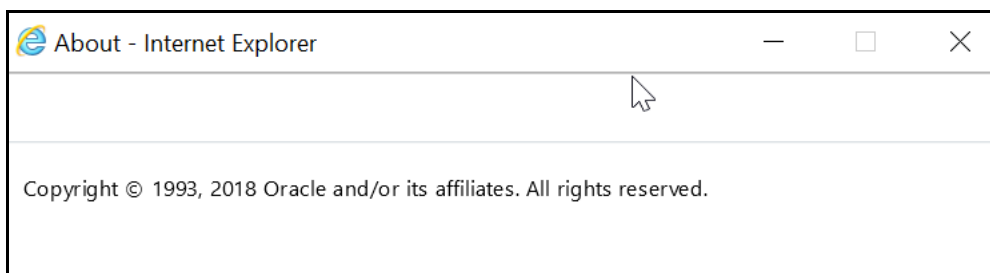 About - Internet Explorer
Copyright © 1993, 2018 Oracle and/or its affiliates. All rights reserved.